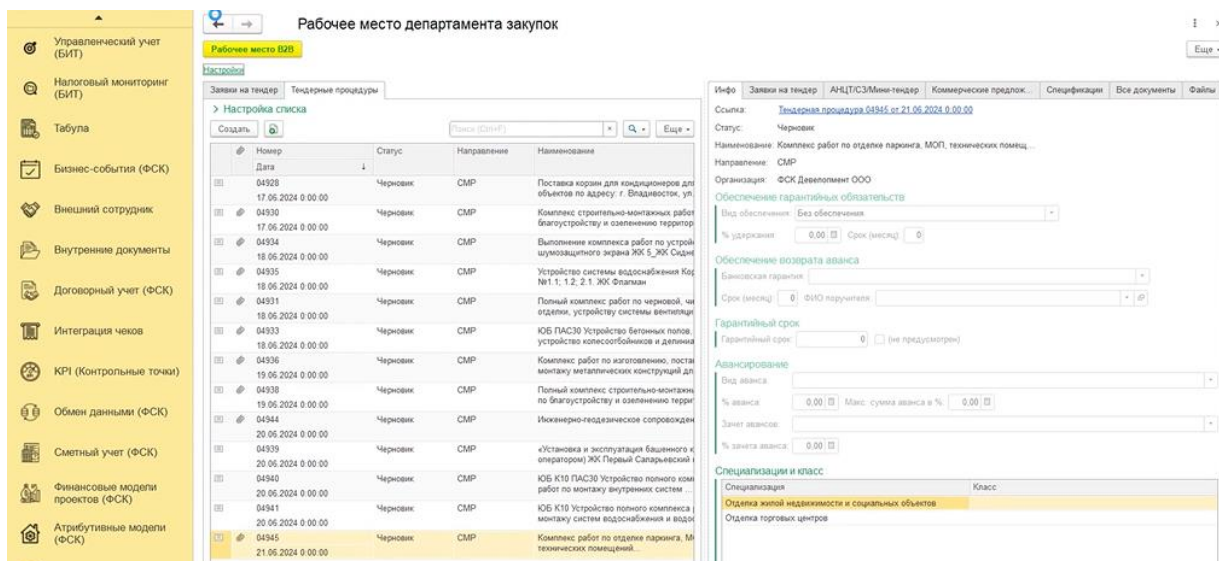 Рабочее место департамента закупок
Рабочее место B2B
Еще
Настройки
Управленческий учет
(БИТ)
Налоговый мониторинг
(БИТ)
Табула
Бизнес-события (ФСК)
Внешний сотрудник
Внутренние документы
Договорный учет (ФСК)
Интеграция чеков
KPI (Контрольные точки)
Обмен данными (ФСК)
Сметный учет (ФСК)
Финансовые модели
проектов (ФСК)
Атрибутивные модели
(ФСК)
Заявки на тендер Тендерные процедуры
Настройка списка
Создать Поиск (Ctrl+F) Еще
Номер Статус Направление Наименование
Дата
04928 Черновик СМР Поставка корзин для кондиционеров для
17.06.2024 0:00:00 объектов по адресу: г. Владивосток, ул.
04930 Черновик СМР Комплекс строительно-монтажных работ
17.06.2024 0:00:00 благоустройству и озеленению территор
04934 Черновик СМР Выполнение комплекса работ по устрой
18.06.2024 0:00:00 шумозащитного экрана ЖК 5_ЖК Сидне
04935 Черновик СМР Устройство системы водоснабжения Кор
18.06.2024 0:00:00 №1.1; 1.2; 2.1. ЖК Флагман
04931 Черновик СМР Полный комплекс работ по черновой, чи
18.06.2024 0:00:00 отделки, устройству системы вентиляци
04933 Черновик СМР ЮБ ПАС30 Устройство бетонных полов,
18.06.2024 0:00:00 устройство колесоотбойников и делиниа
04936 Черновик СМР Комплекс работ по изготовлению, поста
19.06.2024 0:00:00 монтажу металлических конструкций дл
04938 Черновик СМР Полный комплекс строительно-монтажн
19.06.2024 0:00:00 по благоустройству и озеленению террит
04944 Черновик СМР Инженерно-геодезическое сопровожден
20.06.2024 0:00:00
04939 Черновик СМР «Установка и эксплуатация башенного к
20.06.2024 0:00:00 оператором) ЖК Первый Саларьевский
04940 Черновик СМР ЮБ К10 ПАС30 Устройство полного комп
20.06.2024 0:00:00 работ по монтажу внутренних систем ...
04941 Черновик СМР ЮБ К10 Устройство полного комплекса
20.06.2024 0:00:00 монтажу систем водоснабжения и водо
04945 Черновик СМР Комплекс работ по отделке паркинга, М
21.06.2024 0:00:00 технических помещений...
Инфо Заявки на тендер АНЦТ/СЗ/Мини-тендер Коммерческие предлож... Спецификации Все документы Файлы
Ссылка: Тендерная процедура 04945 от 21.06.2024 0:00:00
Статус: Черновик
Наименование: Комплекс работ по отделке паркинга, МОП, технических помещ...
Направление: СМР
Организация: ФСК Девелопмент ООО
Обеспечение гарантийных обязательств
Вид обеспечения: Без обеспечения
% удержания: 0,00 Срок (месяц): 0
Обеспечение возврата аванса
Банковская гарантия:
Срок (месяц): 0 ФИО поручителя:
Гарантийный срок
Гарантийный срок: 0 (не предусмотрен)
Авансирование
Вид аванса:
% аванса: 0,00 Макс. сумма аванса в %: 0,00
Зачет авансов:
% зачета аванса: 0,00
Специализации и класс
Специализация Класс
Отделка жилой недвижимости и социальных объектов
Отделка торговых центров